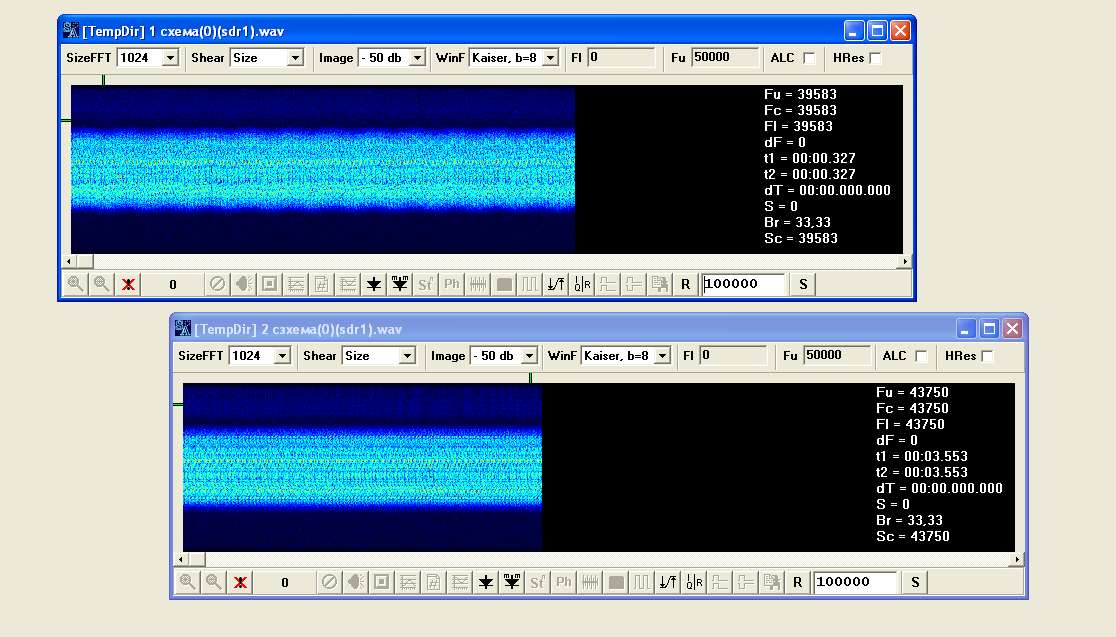 [TempDir] 1 схема(0)(sdr1).wav
SizeFFT 1024 Shear Size Image - 50 db WinF Kaiser, b=8 Fl 0 Fu 50000 ALC HRes
Fu = 39583
Fc = 39583
Fl = 39583
dF = 0
t1 = 00:00.327
t2 = 00:00.327
dT = 00:00.000.000
S = 0
Br = 33,33
Sc = 39583
0 Sf Ph R 100000 S
[TempDir] 2 сзхема(0)(sdr1).wav
SizeFFT 1024 Shear Size Image - 50 db WinF Kaiser, b=8 Fl 0 Fu 50000 ALC HRes
Fu = 43750
Fc = 43750
Fl = 43750
dF = 0
t1 = 00:03.553
t2 = 00:03.553
dT = 00:00.000.000
S = 0
Br = 33,33
Sc = 43750
0 Sf Ph R 100000 S